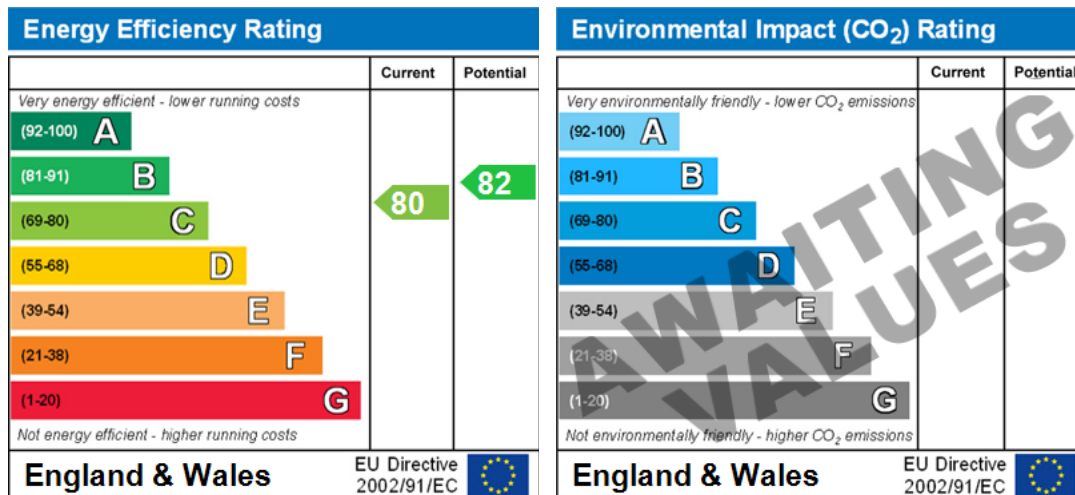 Energy Efficiency Rating
Current Potential
Very energy efficient - lower running costs
(92-100) A
(81-91) B
82
(69-80) C
80
(55-68) D
(39-54) E
(21-38) F
(1-20) G
Not energy efficient - higher running costs
England & Wales
EU Directive
2002/91/EC
Environmental Impact (CO2) Rating
Current Potential
Very environmentally friendly - lower CO2 emissions
(92-100) A
(81-91) B
(69-80) C
(55-68) D
(39-54) E
(21-38) F
(1-20) G
AWAITING
VALUES
Not environmentally friendly - higher CO2 emissions
England & Wales
EU Directive
2002/91/EC